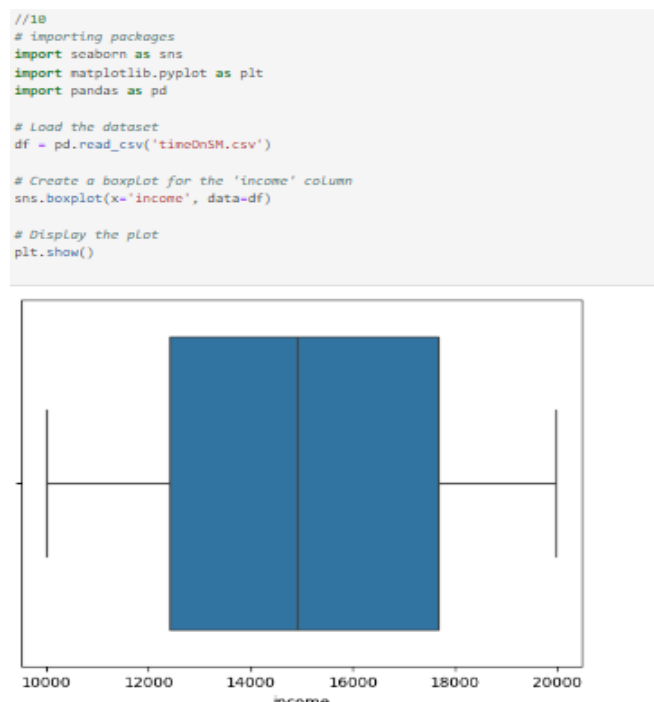 //10
# importing packages
import seaborn as sns
import matplotlib.pyplot as plt
import pandas as pd
# Load the dataset
df = pd.read_csv('timeOnSM.csv')
# Create a boxplot for the 'income' column
sns.boxplot(x='income', data=df)
# Display the plot
plt.show()
10000 12000 14000 16000 18000 20000
income